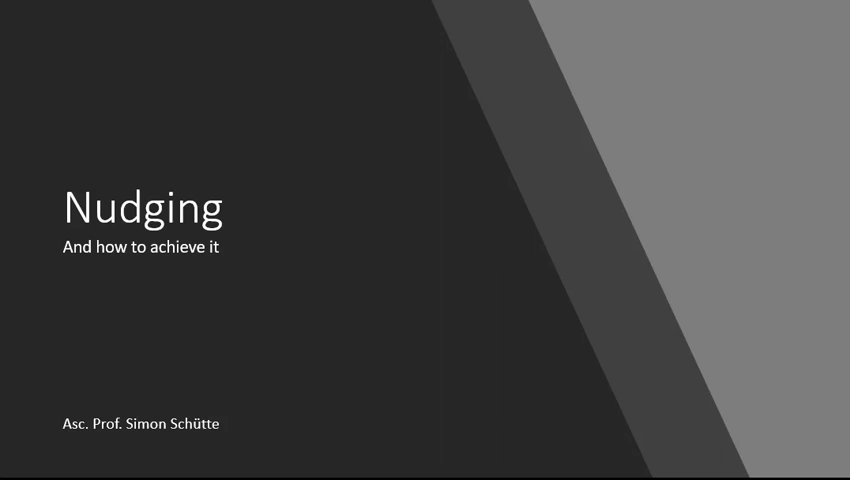 Nudging
And how to achieve it
Asc. Prof. Simon Schütte